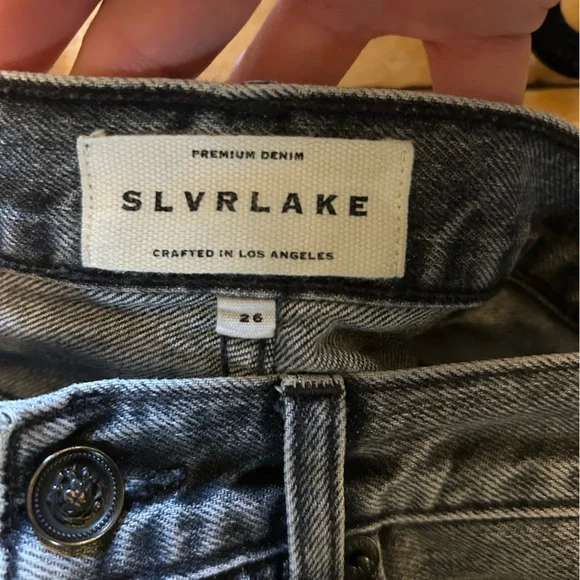 PREMIUM DENIM
SLVRLAKE
CRAFTED IN LOS ANGELES
26